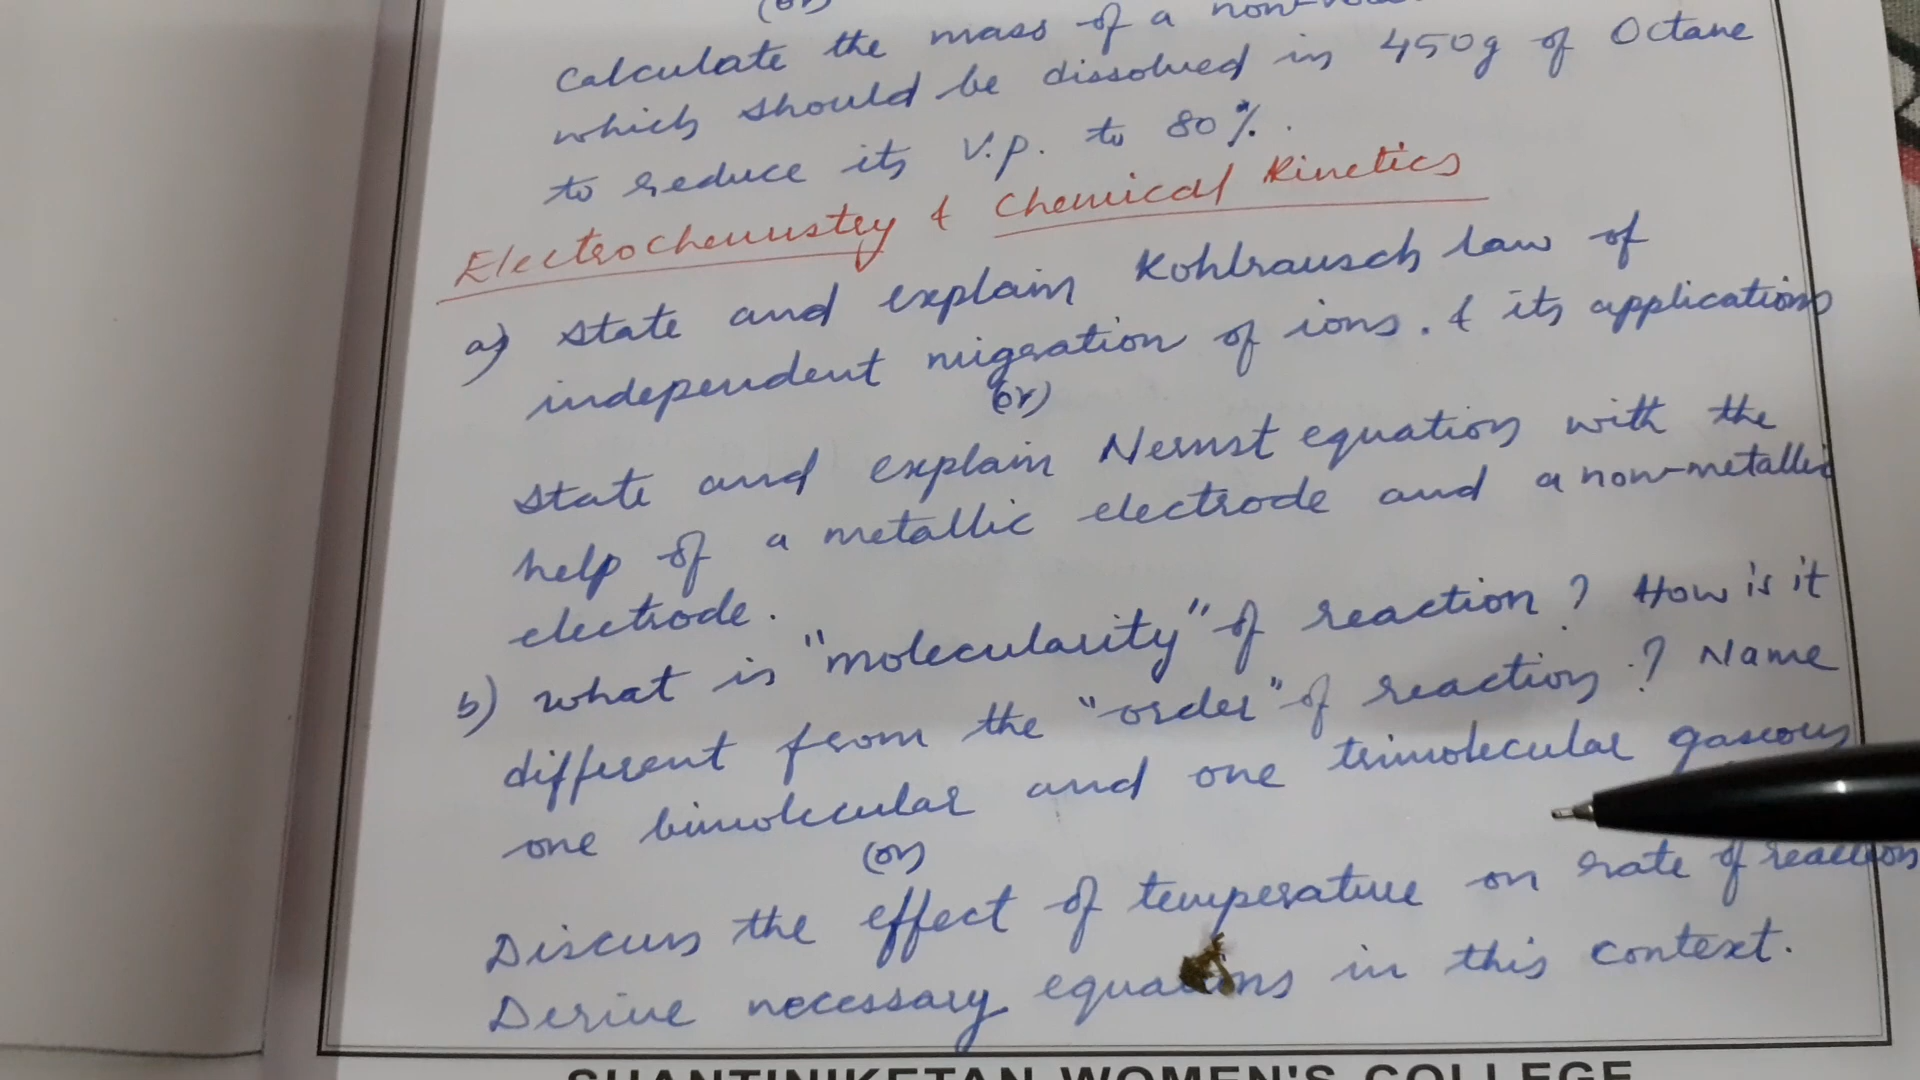 (or)
Calculate the mass of a
which should be dissolved in 450g of Octane
to reduce its V.P. to 80%.
Electrochemistry & Chemical Kinetics
a) state and explain Kohlrausch law of
independent migration of ions. & its applications
(or)
state and explain Nernst equation with the
help of a metallic electrode and a non-metallic
electrode.
b) what is "molecularity" of reaction? How is it
different from the "order" of reaction? Name
one bimolecular and one trimolecular gaseous
(or)
Discuss the effect of temperature on rate of reaction
Derive necessary equations in this context.
SHANTINIKETAN WOMEN'S COLLEGE